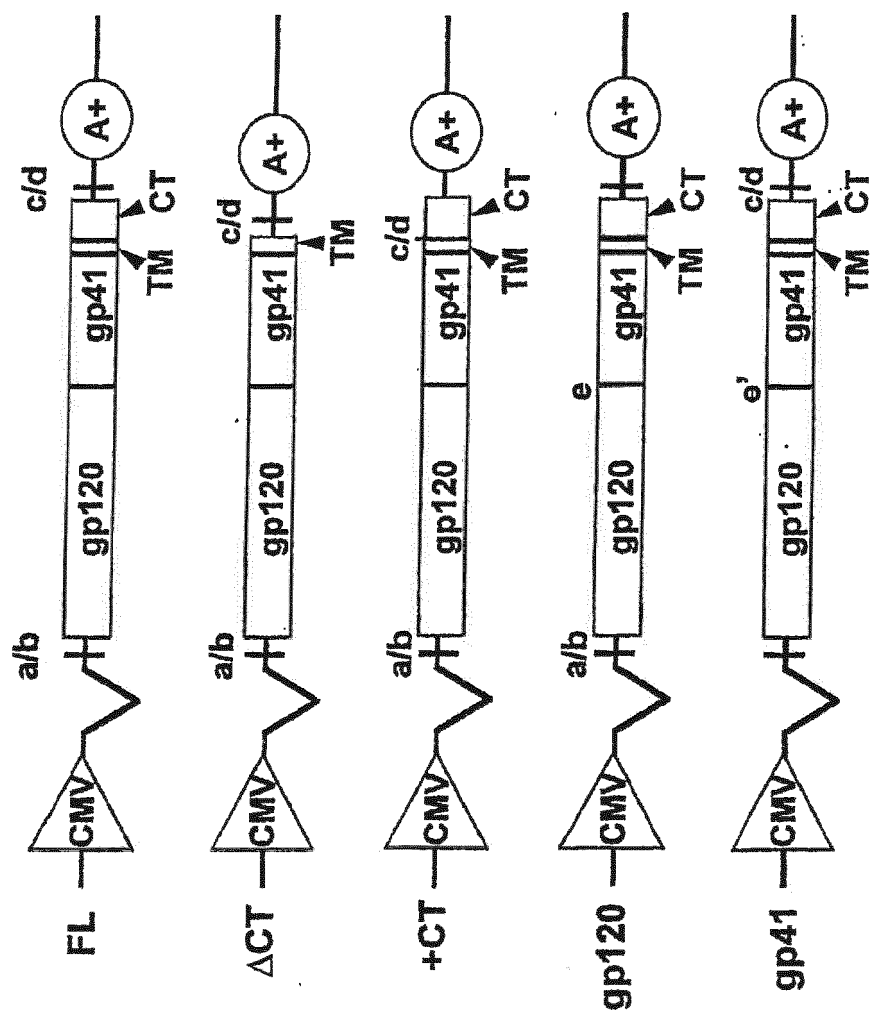 FL
CMV
a/b
gp120
gp41
TM
CT
c/d
A+
ΔCT
CMV
a/b
gp120
gp41
TM
c/d
A+
+CT
CMV
a/b
gp120
gp41
c/d
TM
CT
A+
gp120
CMV
a/b
gp120
e
gp41
TM
CT
A+
gp41
CMV
gp120
e'
gp41
TM
CT
c/d
A+